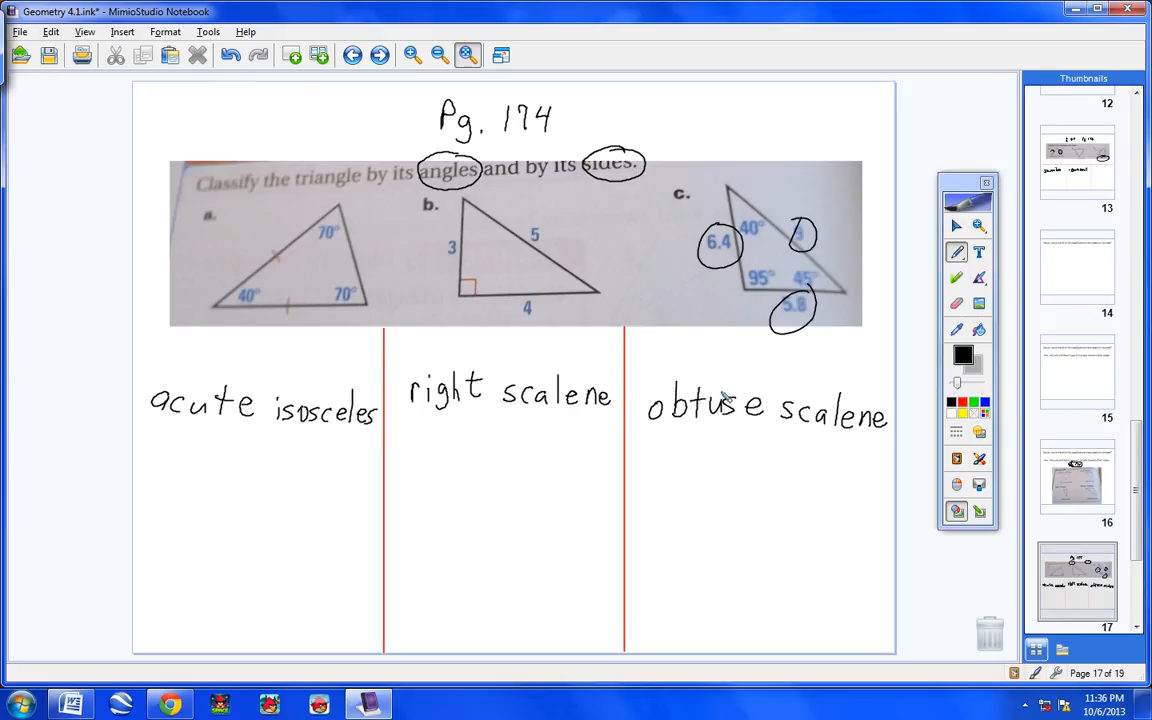 Geometry 4.1.ink* - MimioStudio Notebook
File Edit View Insert Format Tools Help
Thumbnails
Pg. 174
Classify the triangle by its angles and by its sides.
a. b. c.
70°
40° 70°
3 5
4
6.4 40°
95° 45°
5.8
acute isosceles right scalene obtuse scalene
12
13
14
15
16
17
Page 17 of 19
11:36 PM
10/6/2013